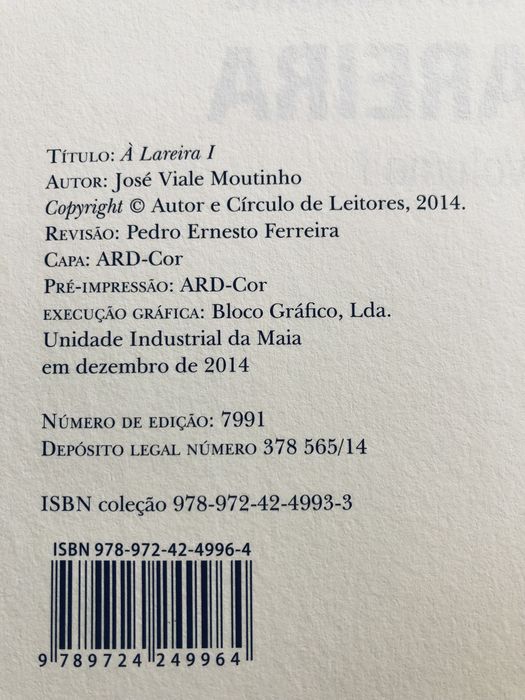 TÍTULO: À Lareira I
AUTOR: José Viale Moutinho
Copyright © Autor e Círculo de Leitores, 2014.
REVISÃO: Pedro Ernesto Ferreira
CAPA: ARD-Cor
PRÉ-IMPRESSÃO: ARD-Cor
EXECUÇÃO GRÁFICA: Bloco Gráfico, Lda.
Unidade Industrial da Maia
em dezembro de 2014
NÚMERO DE EDIÇÃO: 7991
DEPÓSITO LEGAL NÚMERO 378 565/14
ISBN coleção 978-972-42-4993-3
ISBN 978-972-42-4996-4
9 789724 249964